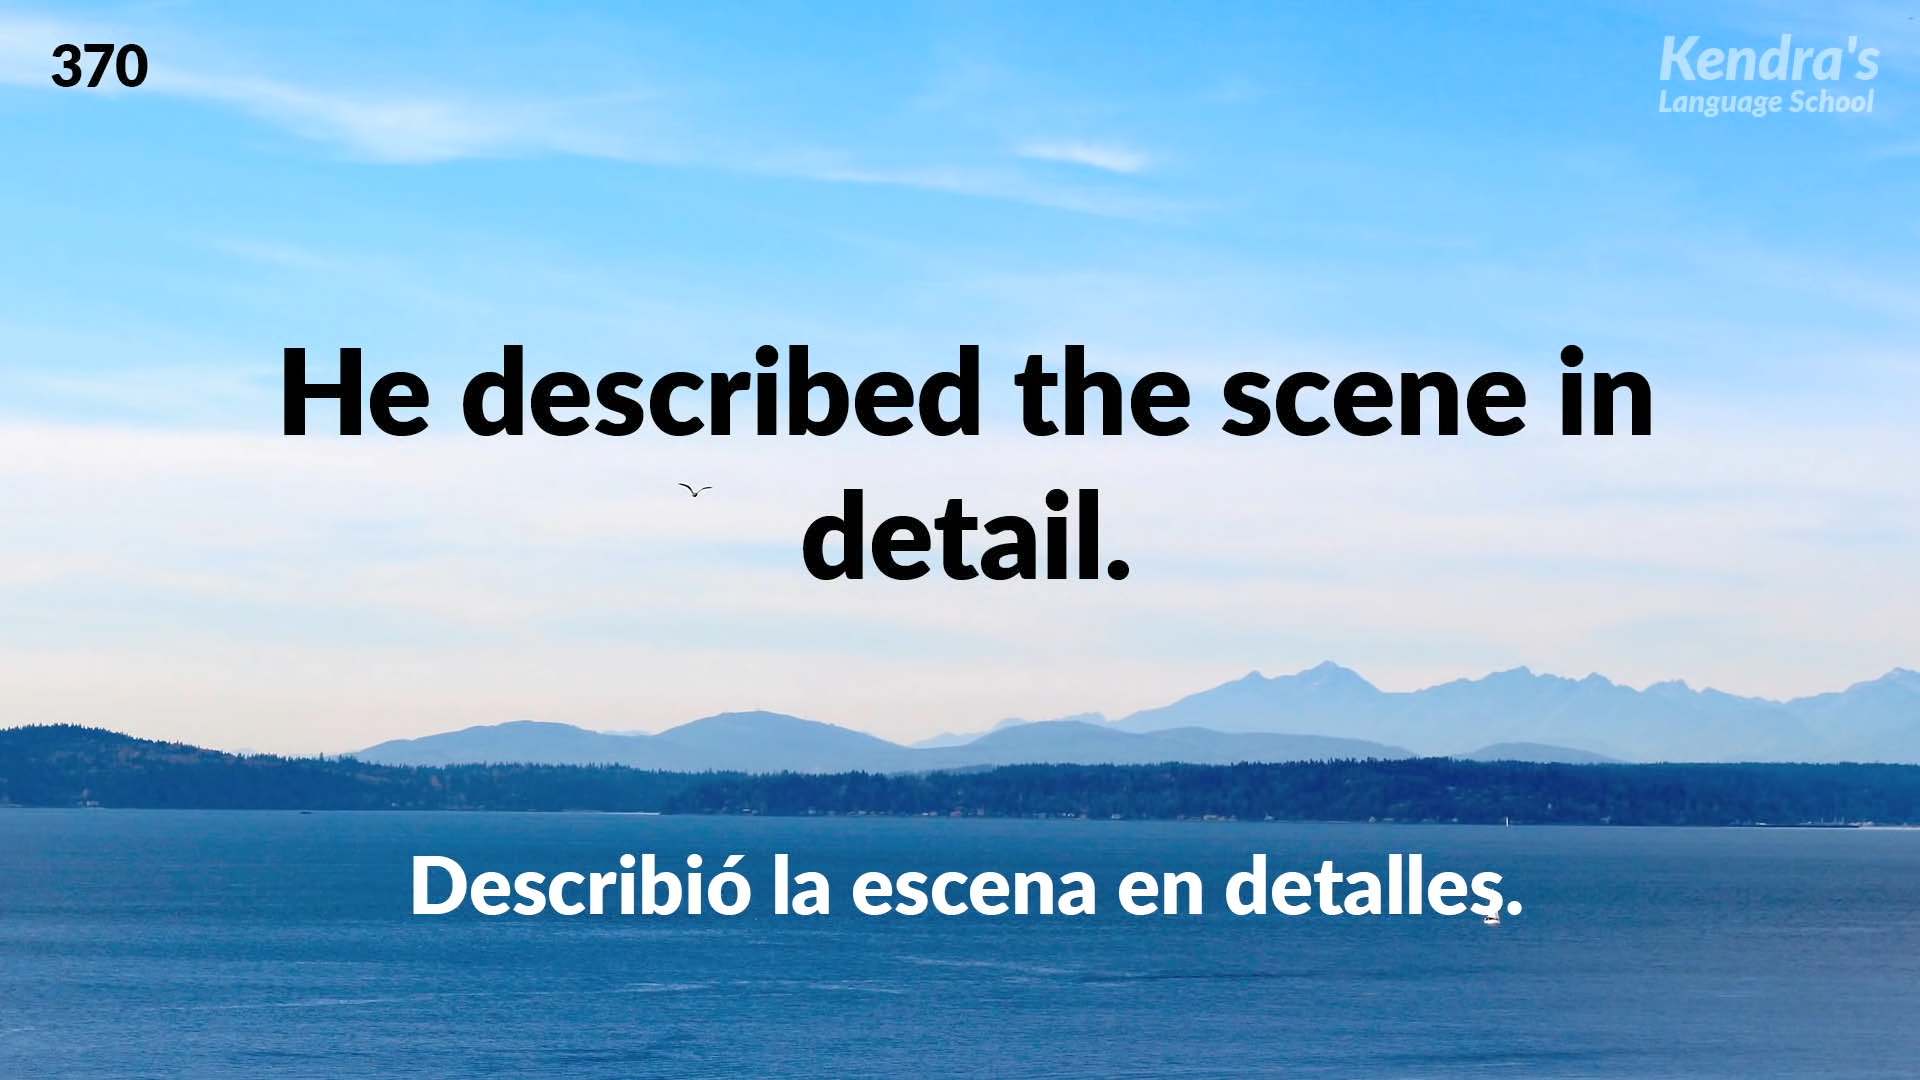 370
Kendra's
Language School
He described the scene in
detail.
Describió la escena en detalles.